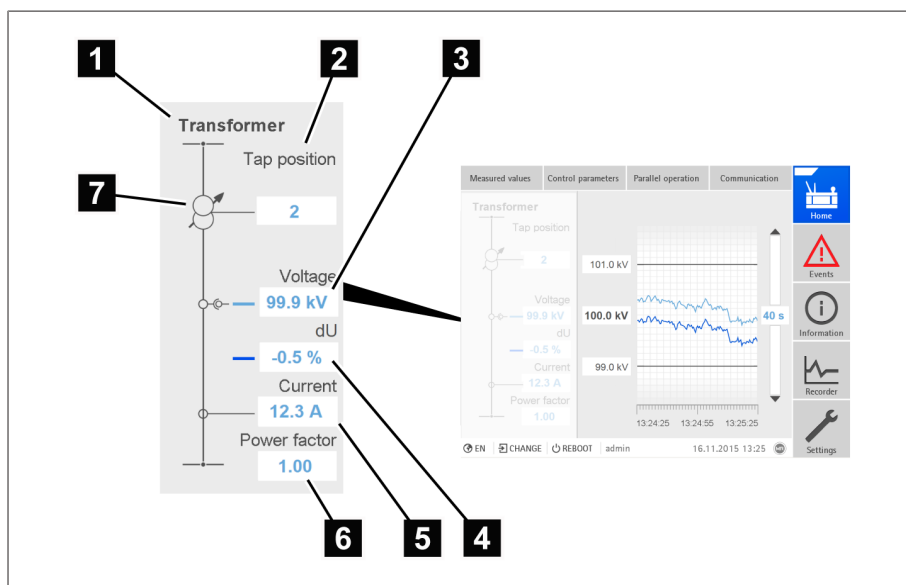 1
2
3
Transformer
Tap position
7
2
Voltage
99.9 kV
dU
-0.5 %
Current
12.3 A
Power factor
1.00
6
5
4
Measured values
Control parameters
Parallel operation
Communication
Home
Transformer
Tap position
2
Voltage
99.9 kV
dU
-0.5 %
Current
12.3 A
Power factor
1.00
101.0 kV
100.0 kV
99.0 kV
40 s
13:24:25 13:24:55 13:25:25
Events
Information
Recorder
Settings
EN CHANGE REBOOT admin 16.11.2015 13:25